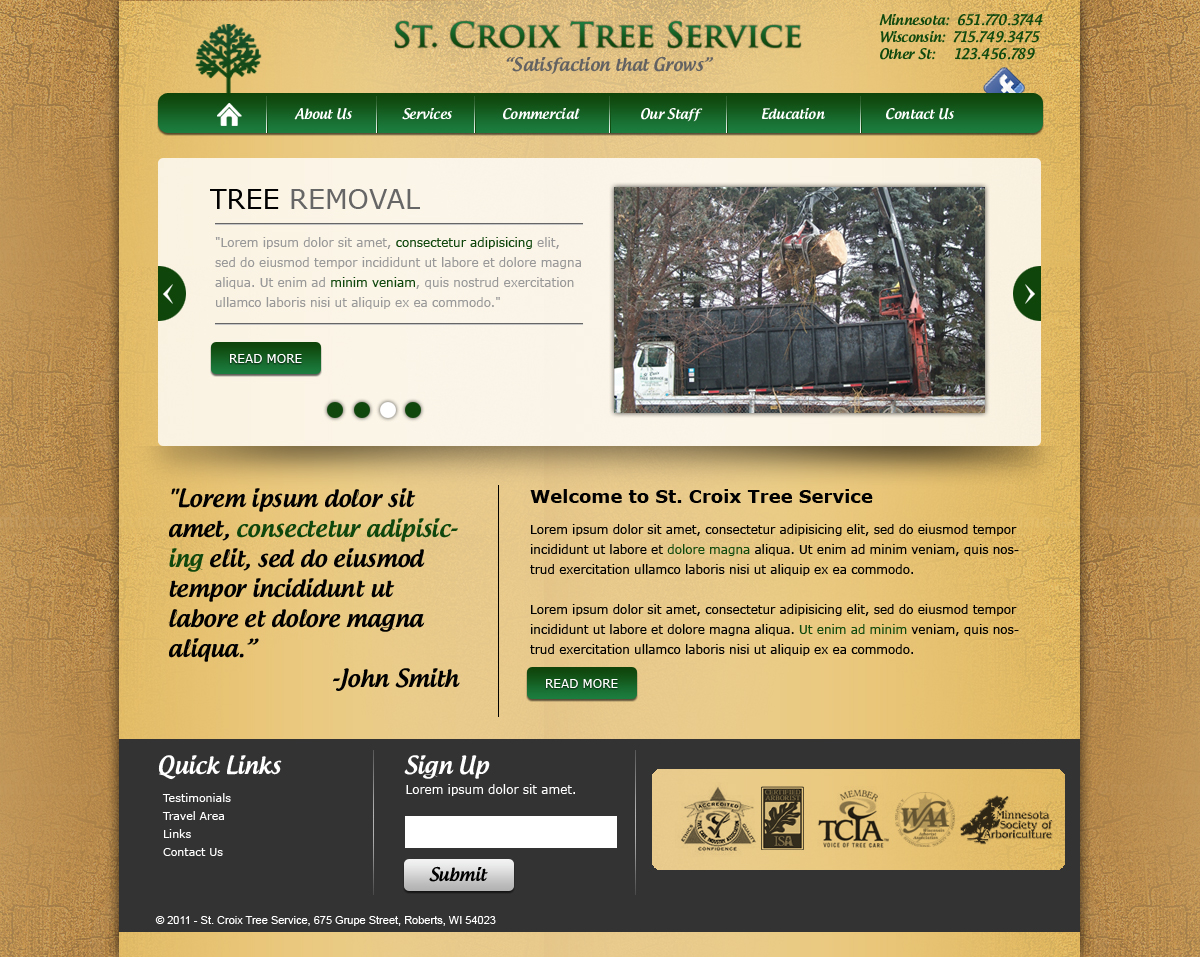 St. Croix Tree Service
“Satisfaction that Grows”
Minnesota: 651.770.3744
Wisconsin: 715.749.3475
Other St: 123.456.789
About Us
Services
Commercial
Our Staff
Education
Contact Us
TREE REMOVAL
"Lorem ipsum dolor sit amet, consectetur adipisicing elit,
sed do eiusmod tempor incididunt ut labore et dolore magna
aliqua. Ut enim ad minim veniam, quis nostrud exercitation
ullamco laboris nisi ut aliquip ex ea commodo."
READ MORE
"Lorem ipsum dolor sit
amet, consectetur adipisic-
ing elit, sed do eiusmod
tempor incididunt ut
labore et dolore magna
aliqua.”
-John Smith
Welcome to St. Croix Tree Service
Lorem ipsum dolor sit amet, consectetur adipisicing elit, sed do eiusmod tempor
incididunt ut labore et dolore magna aliqua. Ut enim ad minim veniam, quis nos-
trud exercitation ullamco laboris nisi ut aliquip ex ea commodo.
Lorem ipsum dolor sit amet, consectetur adipisicing elit, sed do eiusmod tempor
incididunt ut labore et dolore magna aliqua. Ut enim ad minim veniam, quis nos-
trud exercitation ullamco laboris nisi ut aliquip ex ea commodo.
READ MORE
Quick Links
Testimonials
Travel Area
Links
Contact Us
Sign Up
Lorem ipsum dolor sit amet.
Submit
ACCREDITED
CONFIDENCE
CERTIFIED
ARBORIST
ISA
MEMBER
TCIA
VOICE OF TREE CARE
WAA
Minnesota
Society of
Arboriculture
© 2011 - St. Croix Tree Service, 675 Grupe Street, Roberts, WI 54023